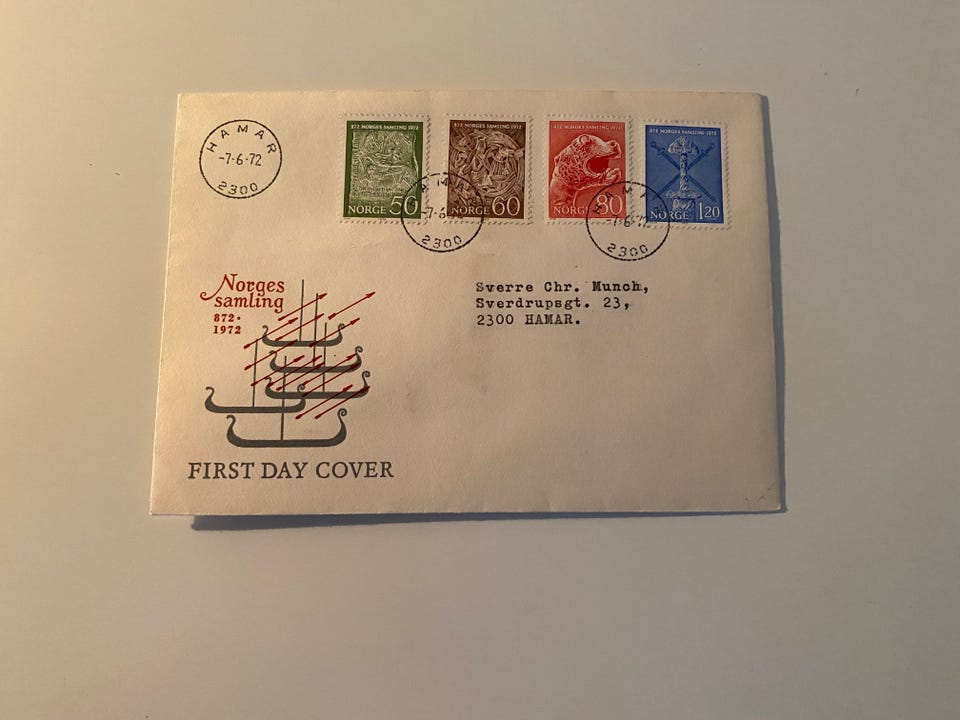 HAMAR
-7-6-72
2300
872 NORGES SAMLING 1972
NORGE 50
872 NORGES SAMLING 1972
NORGE 60
872 NORGES SAMLING 1972
NORGE 80
872 NORGES SAMLING 1972
NORGE 1.20
2300
2300
Norges
samling
872-
1972
Sverre Chr. Munch,
Sverdrupsgt. 23,
2300 HAMAR.
FIRST DAY COVER